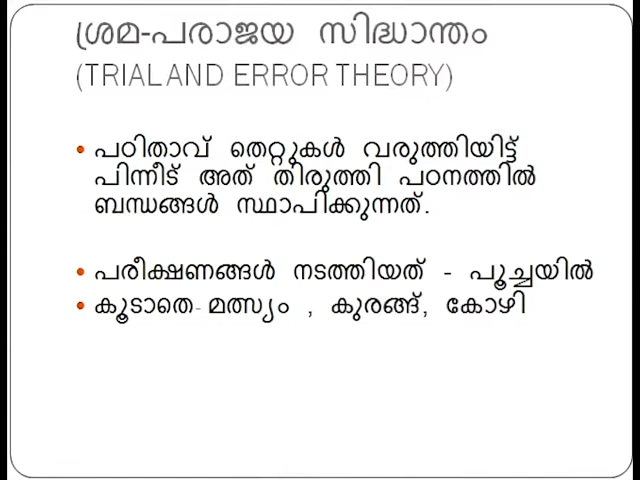 ശ്രമ-പരാജയ സിദ്ധാന്തം
(TRIAL AND ERROR THEORY)
• പഠിതാവ് തെറ്റുകൾ വരുത്തിയിട്ട്
പിന്നീട് അത് തിരുത്തി പഠനത്തിൽ
ബന്ധങ്ങൾ സ്ഥാപിക്കുന്നത്.
• പരീക്ഷണങ്ങൾ നടത്തിയത് - പൂച്ചയിൽ
• കൂടാതെ- മത്സ്യം , കുരങ്ങ്, കോഴി